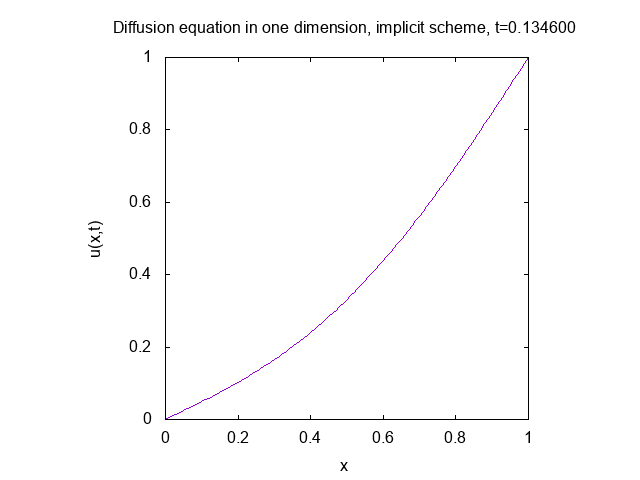 Diffusion equation in one dimension, implicit scheme, t=0.134600
1
0.8
0.6
0.4
0.2
0
u(x,t)
0 0.2 0.4 0.6 0.8 1
x